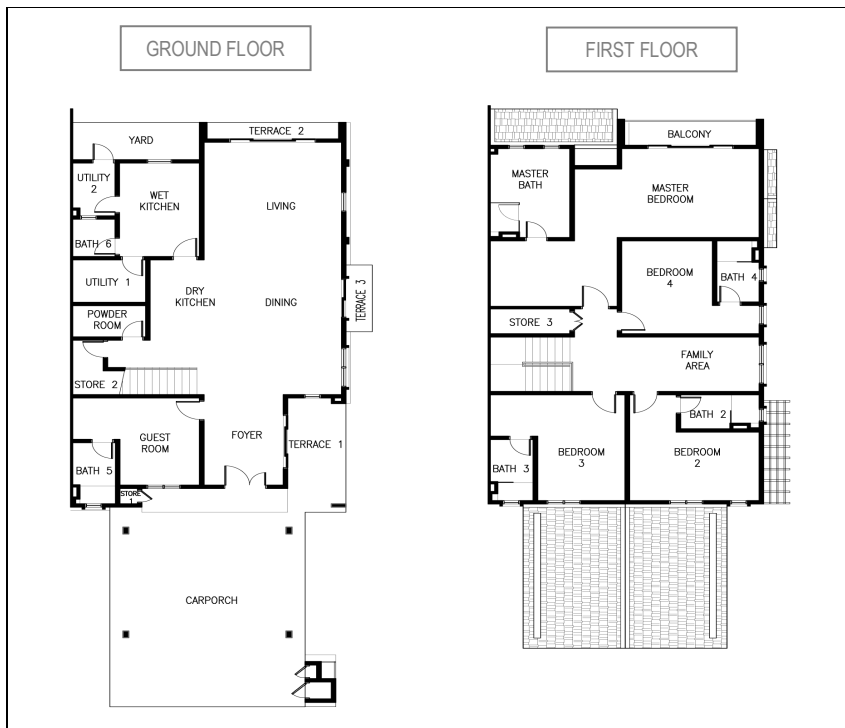 GROUND FLOOR
TERRACE 2
YARD
UTILITY
2
WET
KITCHEN
LIVING
BATH 6
UTILITY 1
DRY
KITCHEN
DINING
TERRACE 3
POWDER
ROOM
STORE 2
GUEST
ROOM
FOYER
TERRACE 1
BATH 5
STORE
1
CARPORCH
FIRST FLOOR
BALCONY
MASTER
BATH
MASTER
BEDROOM
BEDROOM
4
BATH 4
STORE 3
FAMILY
AREA
BATH 2
BEDROOM
3
BEDROOM
2
BATH 3